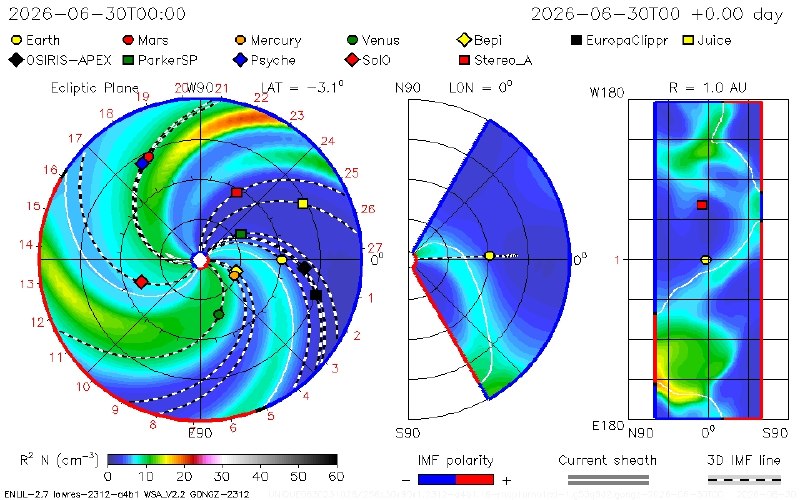 2026-06-30T00:00
2026-06-30T00 +0.00 day
Earth Mars Mercury Venus Bepi EuropaClippr Juice
OSIRIS-APEX ParkerSP Psyche SolO Stereo_A
Ecliptic Plane W90 LAT = -3.1° N90 LON = 0° W180 R = 1.0 AU
19 20 21 22
18 23
17 24
16 25
15 26
14 27
0° 0° 1
13 1
12 2
11 3
10 4
9 8 7 6 5
E90 S90 E180 N90 0° S90
R² N (cm⁻³)
0 10 20 30 40 50 60
IMF polarity
- +
Current sheath
3D IMF line
ENLIL-2.7 lowres-2312-a4b1 WSA_V2.2 GONGZ-2312